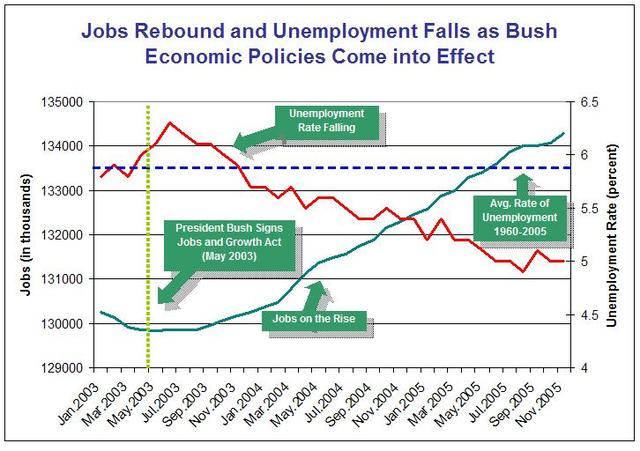 Jobs Rebound and Unemployment Falls as Bush
Economic Policies Come into Effect
135000
134000
133000
132000
131000
130000
129000
Jobs (in thousands)
6.5
6
5.5
5
4.5
4
Unemployment Rate (percent)
Unemployment
Rate Falling
President Bush Signs
Jobs and Growth Act
(May 2003)
Avg. Rate of
Unemployment
1960-2005
Jobs on the Rise
Jan.2003
Mar.2003
May.2003
Jul.2003
Sep.2003
Nov.2003
Jan.2004
Mar.2004
May.2004
Jul.2004
Sep.2004
Nov.2004
Jan.2005
Mar.2005
May.2005
Jul.2005
Sep.2005
Nov.2005